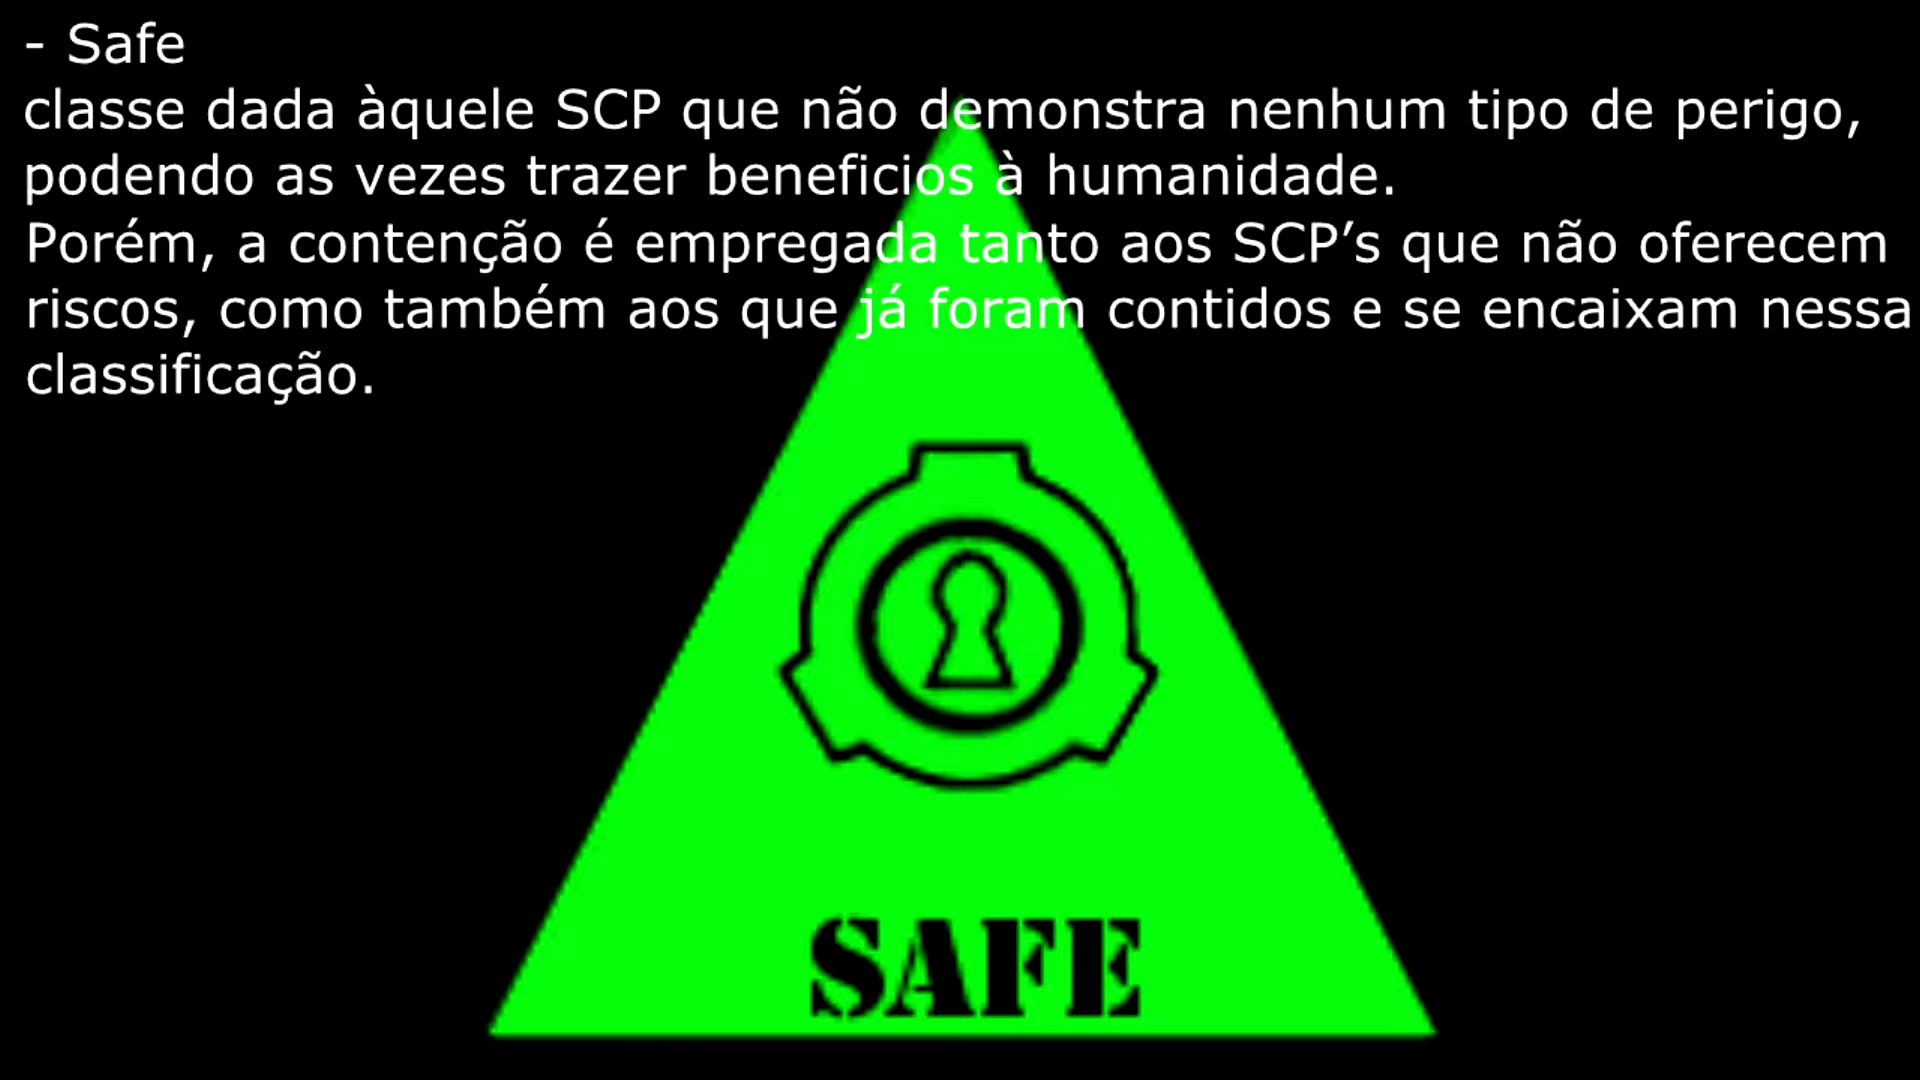 - Safe
classe dada àquele SCP que não demonstra nenhum tipo de perigo,
podendo as vezes trazer beneficios à humanidade.
Porém, a contenção é empregada tanto aos SCP’s que não oferecem
riscos, como também aos que já foram contidos e se encaixam nessa
classificação.
SAFE